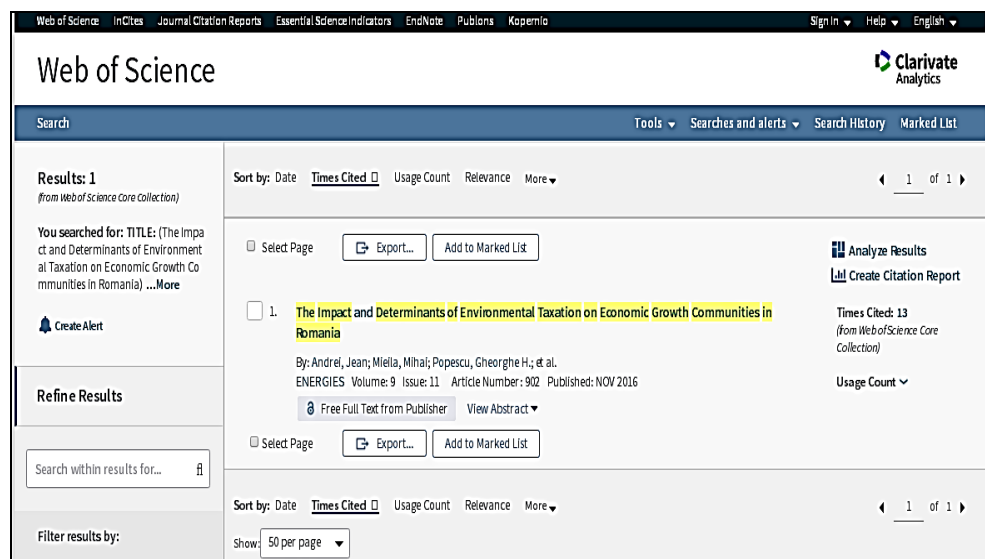 Web of Science InCites Journal Citation Reports Essential Science Indicators EndNote Publons Kopernio Sign In Help English
Web of Science
Clarivate
Analytics
Search Tools Searches and alerts Search History Marked List
Results: 1
(from Web of Science Core Collection)
You searched for: TITLE: (The Impa
ct and Determinants of Environment
al Taxation on Economic Growth Co
mmunities in Romania) ...More
Create Alert
Refine Results
Search within results for...
Filter results by:
Sort by: Date Times Cited Usage Count Relevance More
1 of 1
Select Page Export... Add to Marked List
1. The Impact and Determinants of Environmental Taxation on Economic Growth Communities in
Romania
By: Andrei, Jean; Mieila, Mihai; Popescu, Gheorghe H.; et al.
ENERGIES Volume: 9 Issue: 11 Article Number: 902 Published: NOV 2016
Free Full Text from Publisher View Abstract
Select Page Export... Add to Marked List
Analyze Results
Create Citation Report
Times Cited: 13
(from Web of Science Core
Collection)
Usage Count
Sort by: Date Times Cited Usage Count Relevance More
1 of 1
Show: 50 per page